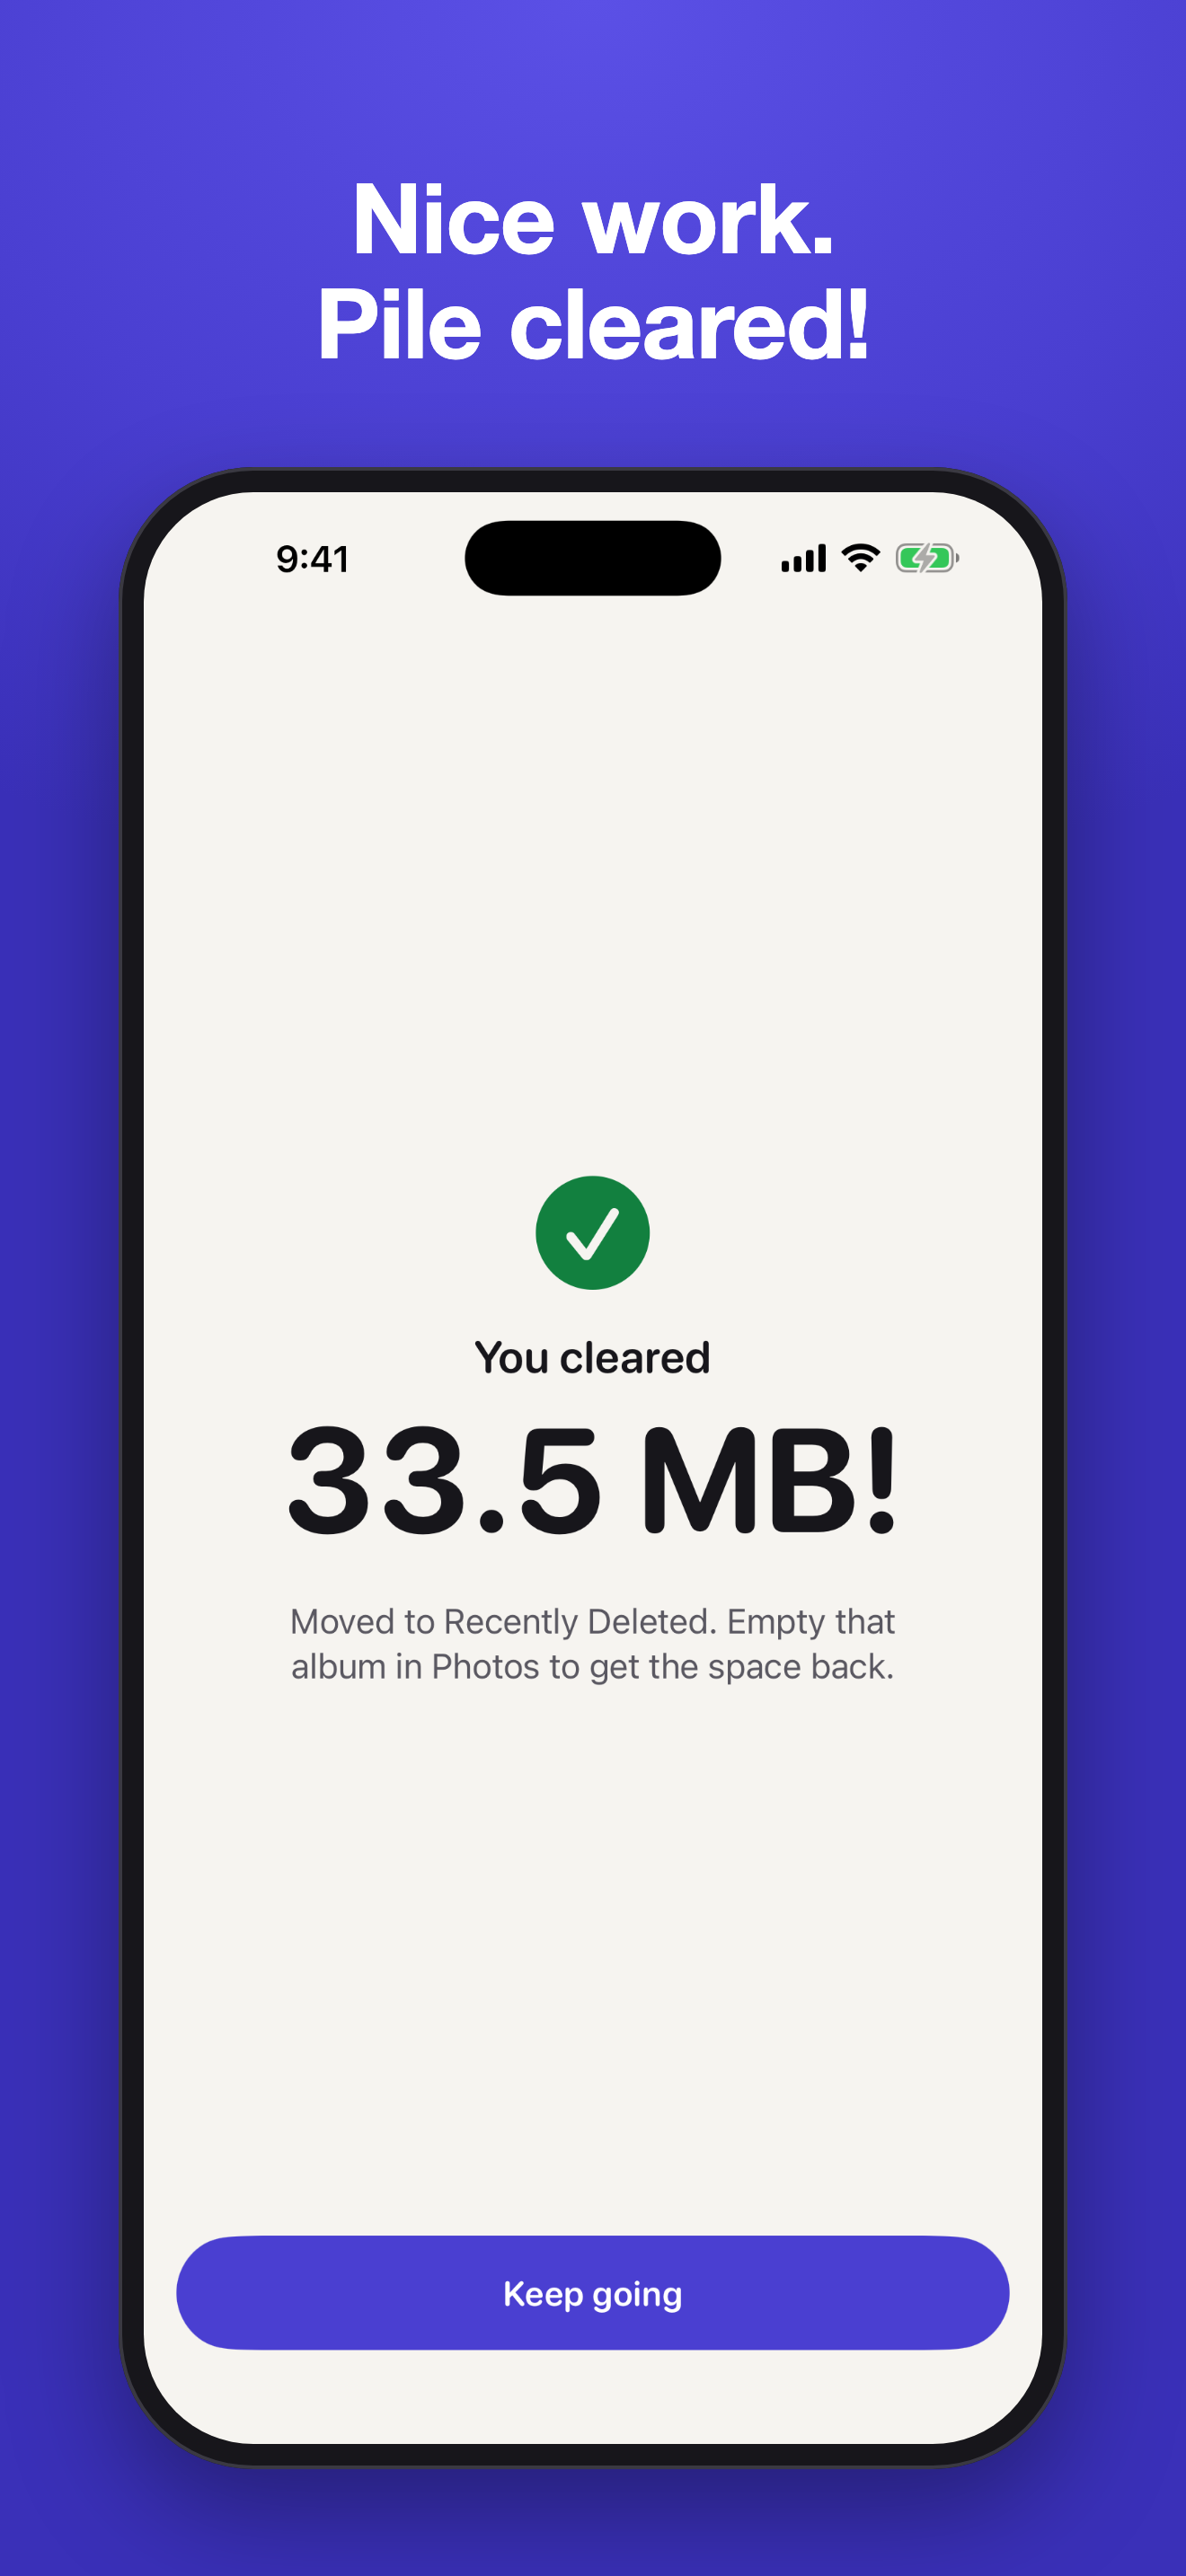 Nice work.
Pile cleared!
9:41
You cleared
33.5 MB!
Moved to Recently Deleted. Empty that
album in Photos to get the space back.
Keep going